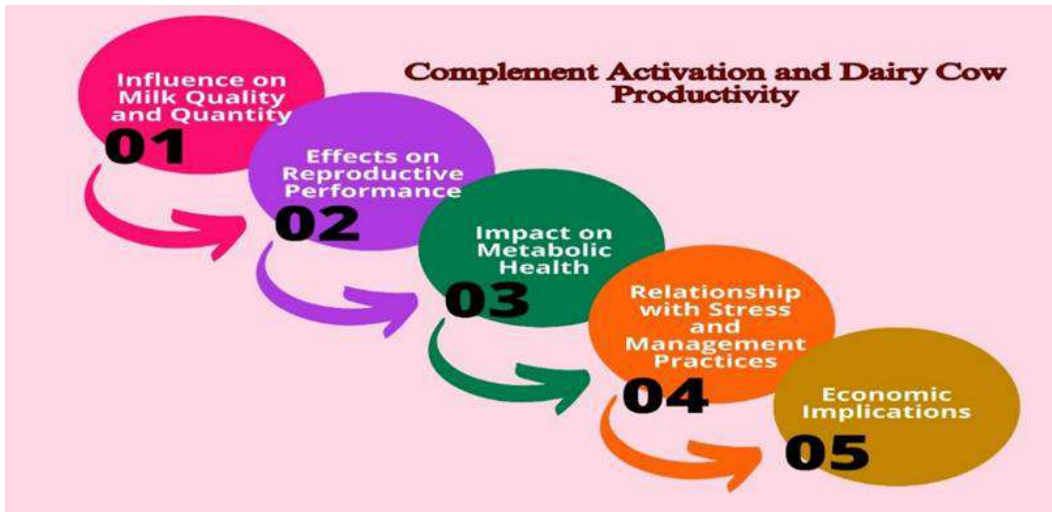 Complement Activation and Dairy Cow
Productivity
Influence on
Milk Quality
and Quantity
01
Effects on
Reproductive
Performance
02
Impact on
Metabolic
Health
03
Relationship
with Stress
and
Management
Practices
04
Economic
Implications
05